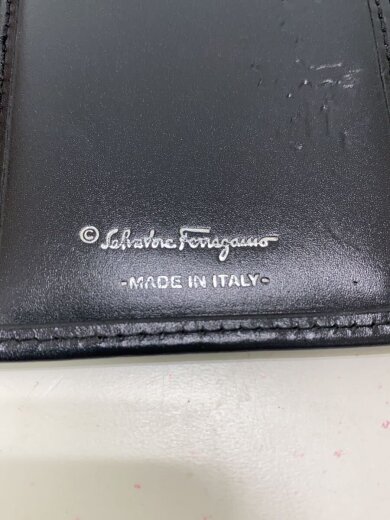 © Salvatore Ferragamo
-MADE IN ITALY-